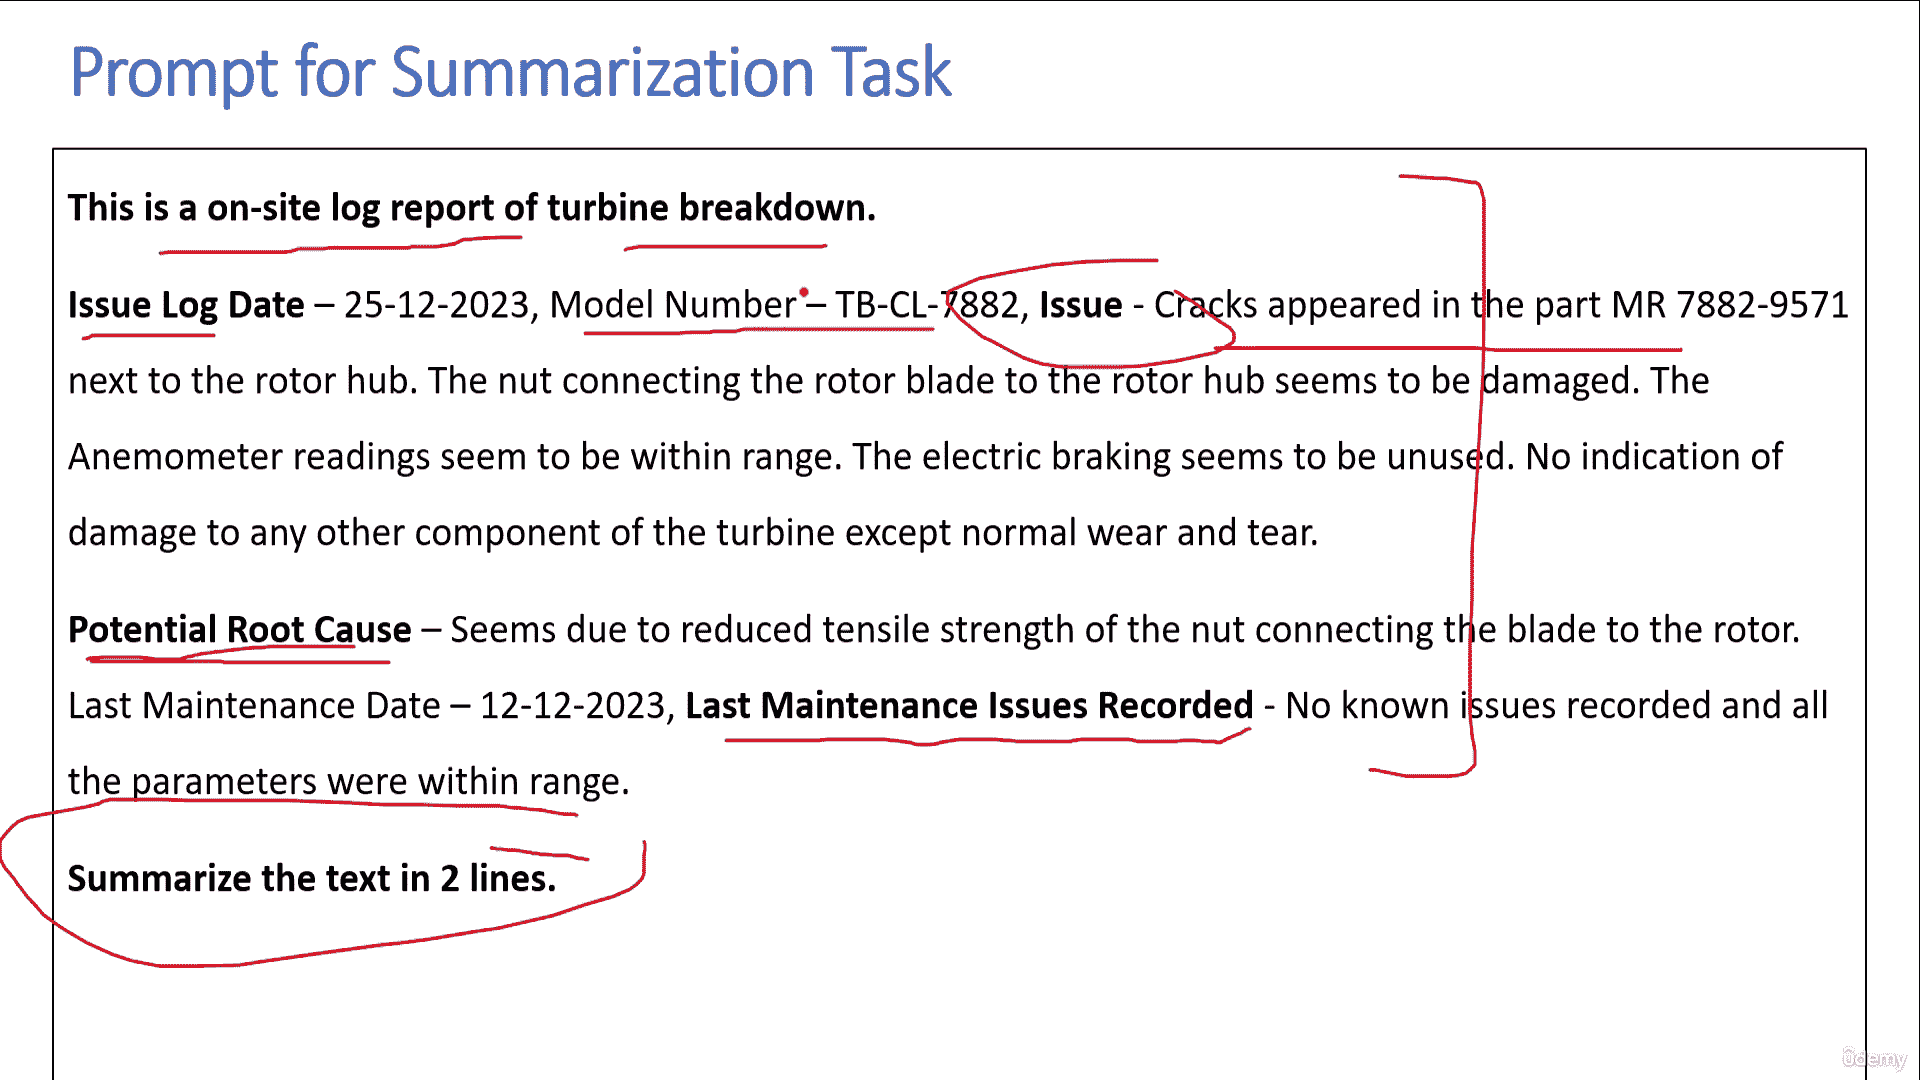 Prompt for Summarization Task
This is a on-site log report of turbine breakdown.
Issue Log Date – 25-12-2023, Model Number – TB-CL-7882, Issue - Cracks appeared in the part MR 7882-9571
next to the rotor hub. The nut connecting the rotor blade to the rotor hub seems to be damaged. The
Anemometer readings seem to be within range. The electric braking seems to be unused. No indication of
damage to any other component of the turbine except normal wear and tear.
Potential Root Cause – Seems due to reduced tensile strength of the nut connecting the blade to the rotor.
Last Maintenance Date – 12-12-2023, Last Maintenance Issues Recorded - No known issues recorded and all
the parameters were within range.
Summarize the text in 2 lines.
ûdemy